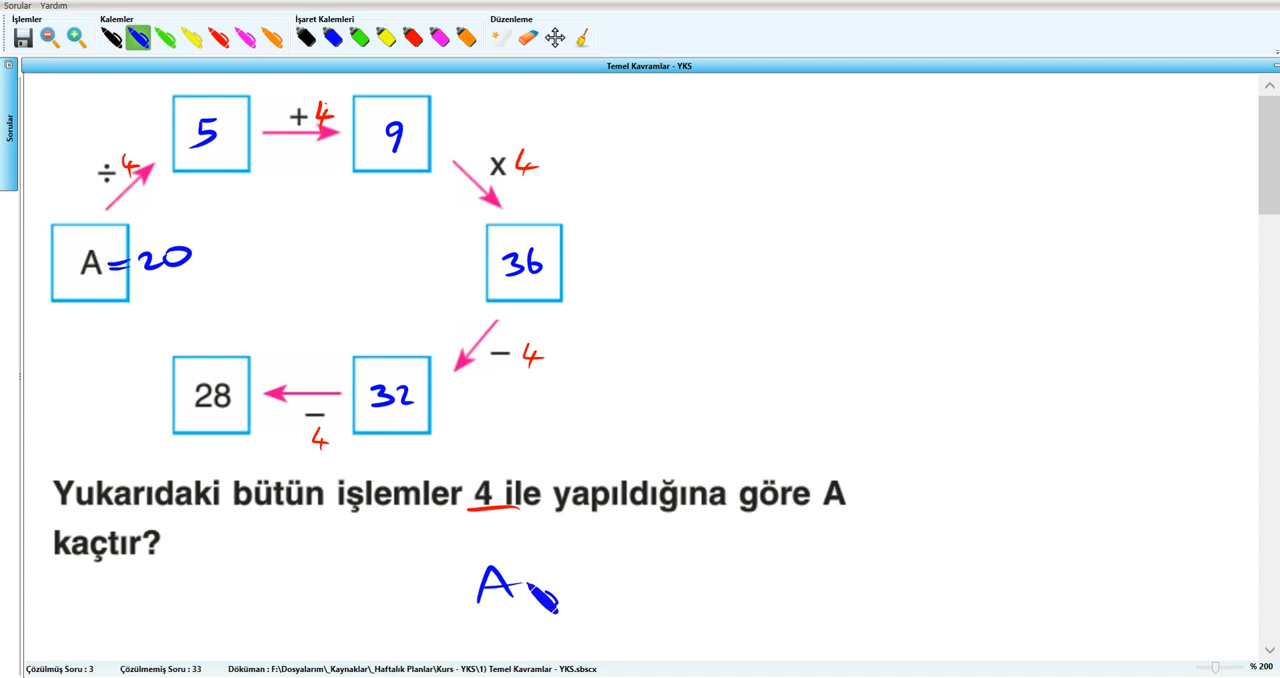 Sorular Yardım
İşlemler Kalemler İşaret Kalemleri Düzenleme
Temel Kavramlar - YKS
Sorular
5 + 4 9
÷ 4 x 4
A = 20 36
- 4
28 32
- 4
Yukarıdaki bütün işlemler 4 ile yapıldığına göre A
kaçtır?
A
Çözülmüş Soru : 3 Çözülmemiş Soru : 33 Döküman : F:\Dosyalarım\_Kaynaklar\_Haftalık Planlar\Kurs - YKS\1) Temel Kavramlar - YKS.sbscx % 200